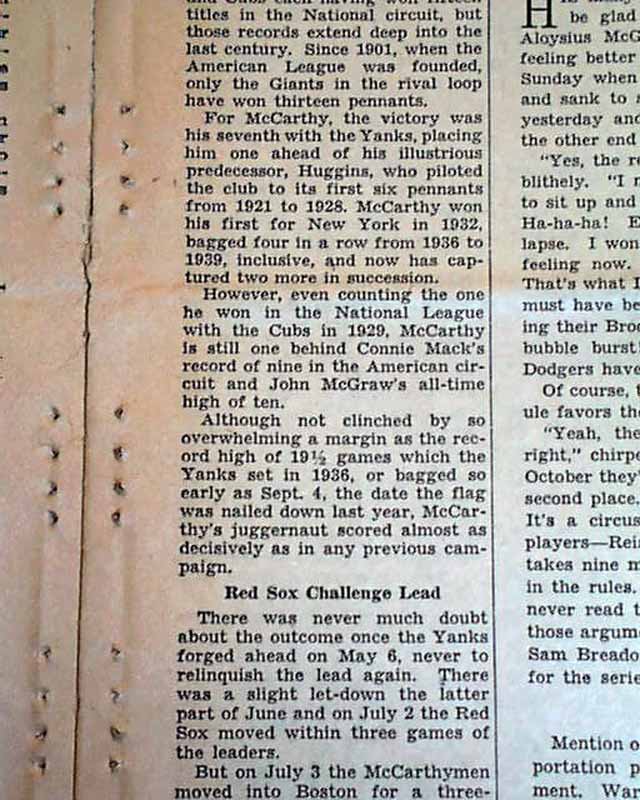 and Cubs each having won fifteen
titles in the National circuit, but
those records extend deep into the
last century. Since 1901, when the
American League was founded,
only the Giants in the rival loop
have won thirteen pennants.
For McCarthy, the victory was
his seventh with the Yanks, placing
him one ahead of his illustrious
predecessor, Huggins, who piloted
the club to its first six pennants
from 1921 to 1928. McCarthy won
his first for New York in 1932,
bagged four in a row from 1936 to
1939, inclusive, and now has cap-
tured two more in succession.
However, even counting the one
he won in the National League
with the Cubs in 1929, McCarthy
is still one behind Connie Mack's
record of nine in the American cir-
cuit and John McGraw's all-time
high of ten.
Although not clinched by so
overwhelming a margin as the rec-
ord high of 19½ games which the
Yanks set in 1936, or bagged so
early as Sept. 4, the date the flag
was nailed down last year, McCar-
thy's juggernaut scored almost as
decisively as in any previous cam-
paign.
Red Sox Challenge Lead
There was never much doubt
about the outcome once the Yanks
forged ahead on May 6, never to
relinquish the lead again. There
was a slight let-down the latter
part of June and on July 2 the Red
Sox moved within three games of
the leaders.
But on July 3 the McCarthymen
moved into Boston for a three-
be glad
Aloysius McG
feeling better
Sunday when
and sank to
yesterday and
the other end
"Yes, the re
blithely. "I
to sit up and
Ha-ha-ha! E
lapse. I won
feeling now.
That's what I
must have be
ing their Broo
bubble burst!
Dodgers have
Of course, t
ule favors the
"Yeah, the
right," chirpe
October they'
second place.
It's a circus
players—Rei
takes nine m
in the rules.
never read t
those argum
Sam Breado
for the serie
Mention o
portation p
ment. War